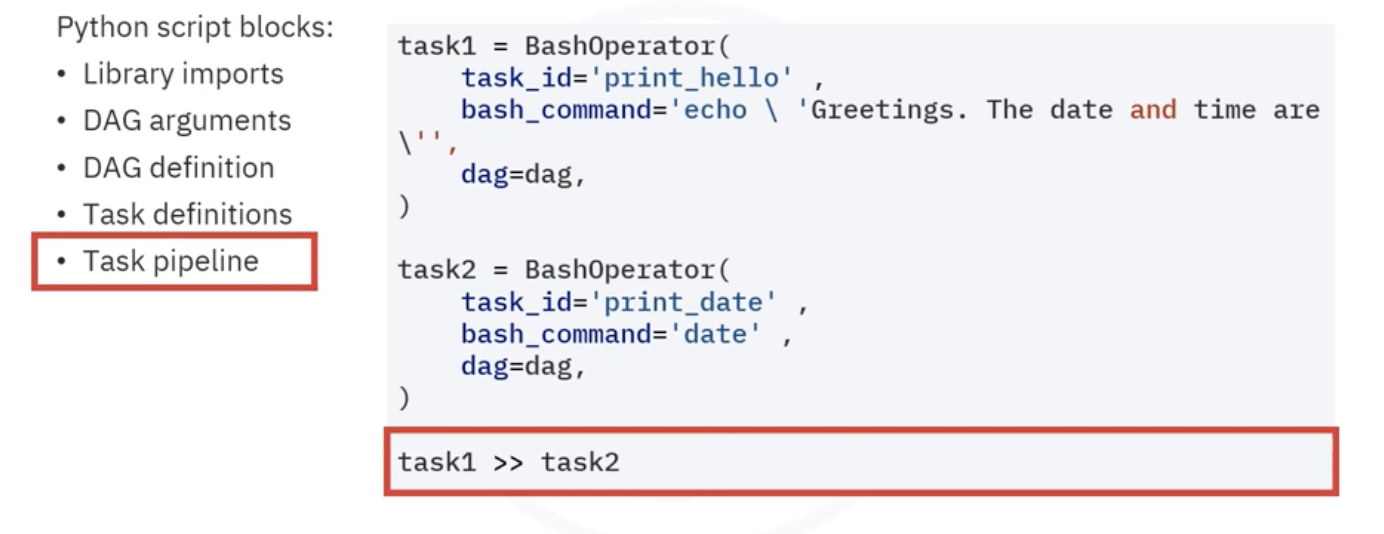 Python script blocks:
• Library imports
• DAG arguments
• DAG definition
• Task definitions
• Task pipeline
task1 = BashOperator(
    task_id='print_hello' ,
    bash_command='echo \ 'Greetings. The date and time are
\'',
    dag=dag,
)
task2 = BashOperator(
    task_id='print_date' ,
    bash_command='date' ,
    dag=dag,
)
task1 >> task2